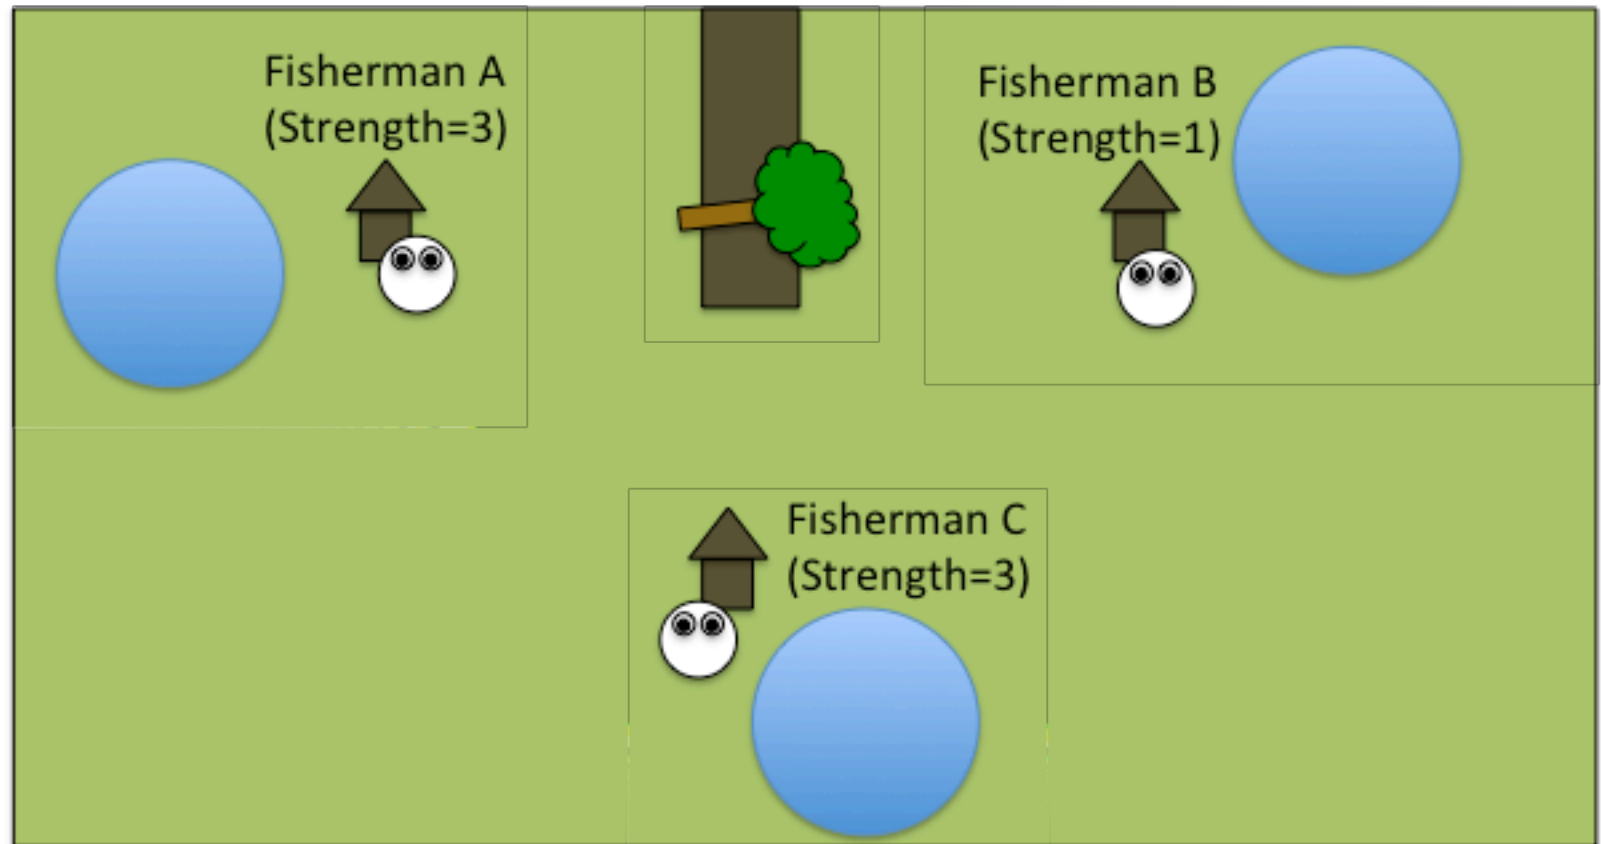 Fisherman A
(Strength=3)
Fisherman B
(Strength=1)
Fisherman C
(Strength=3)